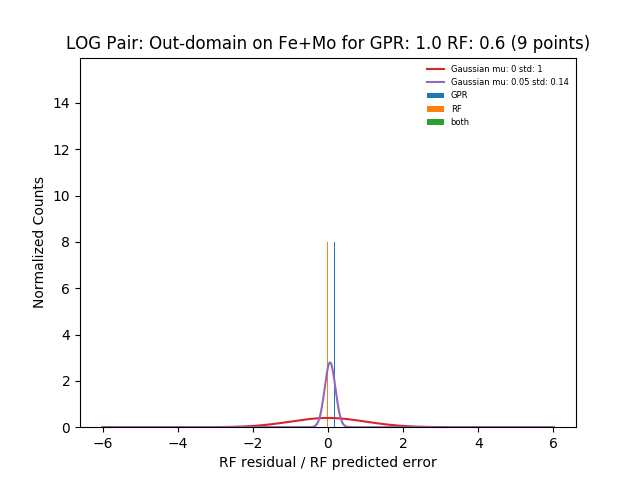 LOG Pair: Out-domain on Fe+Mo for GPR: 1.0 RF: 0.6 (9 points)
Gaussian mu: 0 std: 1
Gaussian mu: 0.05 std: 0.14
GPR
RF
both
Normalized Counts
14
12
10
8
6
4
2
0
−6 −4 −2 0 2 4 6
RF residual / RF predicted error